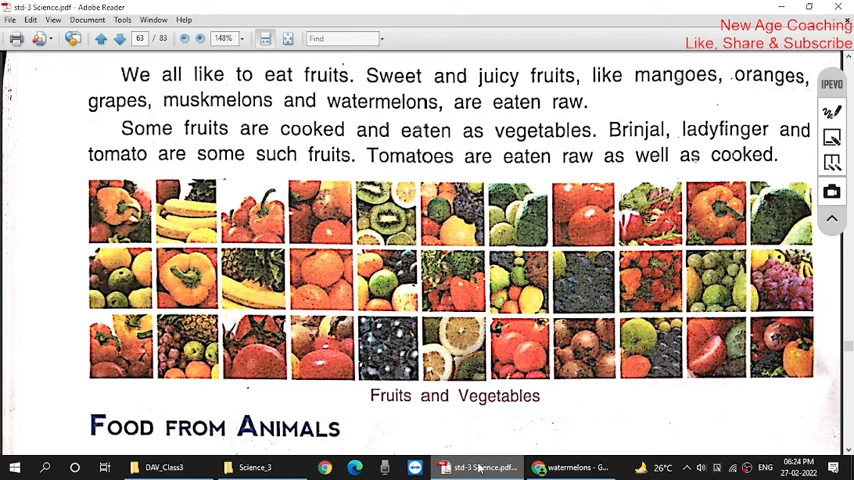 std-3 Science.pdf - Adobe Reader
File Edit View Document Tools Window Help
New Age Coaching
Like, Share & Subscribe
63 / 83 148% Find
IPEVO
We all like to eat fruits. Sweet and juicy fruits, like mangoes, oranges,
grapes, muskmelons and watermelons, are eaten raw.
Some fruits are cooked and eaten as vegetables. Brinjal, ladyfinger and
tomato are some such fruits. Tomatoes are eaten raw as well as cooked.
Fruits and Vegetables
FOOD FROM ANIMALS
DAV_Class3 Science_3 std-3 Science.pdf... watermelons - G... 26°C ENG 06:24 PM
27-02-2022